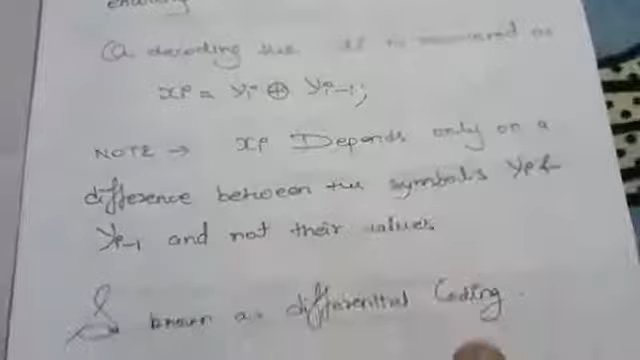 @ decoding the is recovered as
xi = yi ⊕ yi-1;
NOTE → xi Depends only on a
difference between the symbols yi &
yi-1 and not their values.
known as differential Coding.